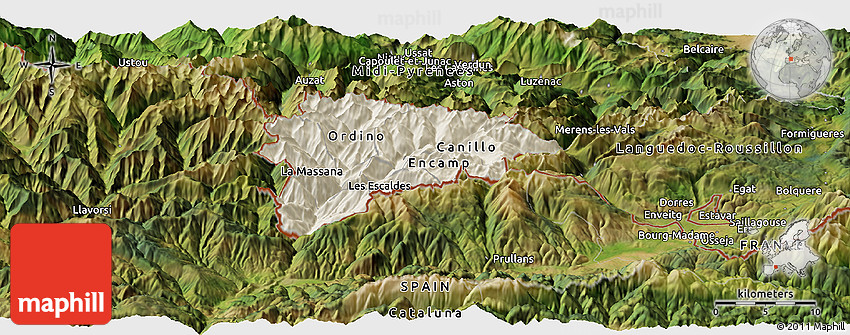 maphill
maphill
N
W
E
S
Ustou
Ussat
Capoulet-et-Junac
Verdun
Midi-Pyrenees
Auzat
Aston
Luzenac
Belcaire
Ordino
Canillo
Encamp
La Massana
Les Escaldes
Merens-les-Vals
Formigueres
Languedoc-Roussillon
Llavorsi
Egat
Bolquere
Dorres
Enveitg
Estavar
Saillagouse
Bourg-Madame
Usseja
FRAN
Prullans
SPAIN
Cataluna
maphill
kilometers
0
5
10
© 2011 Maphill